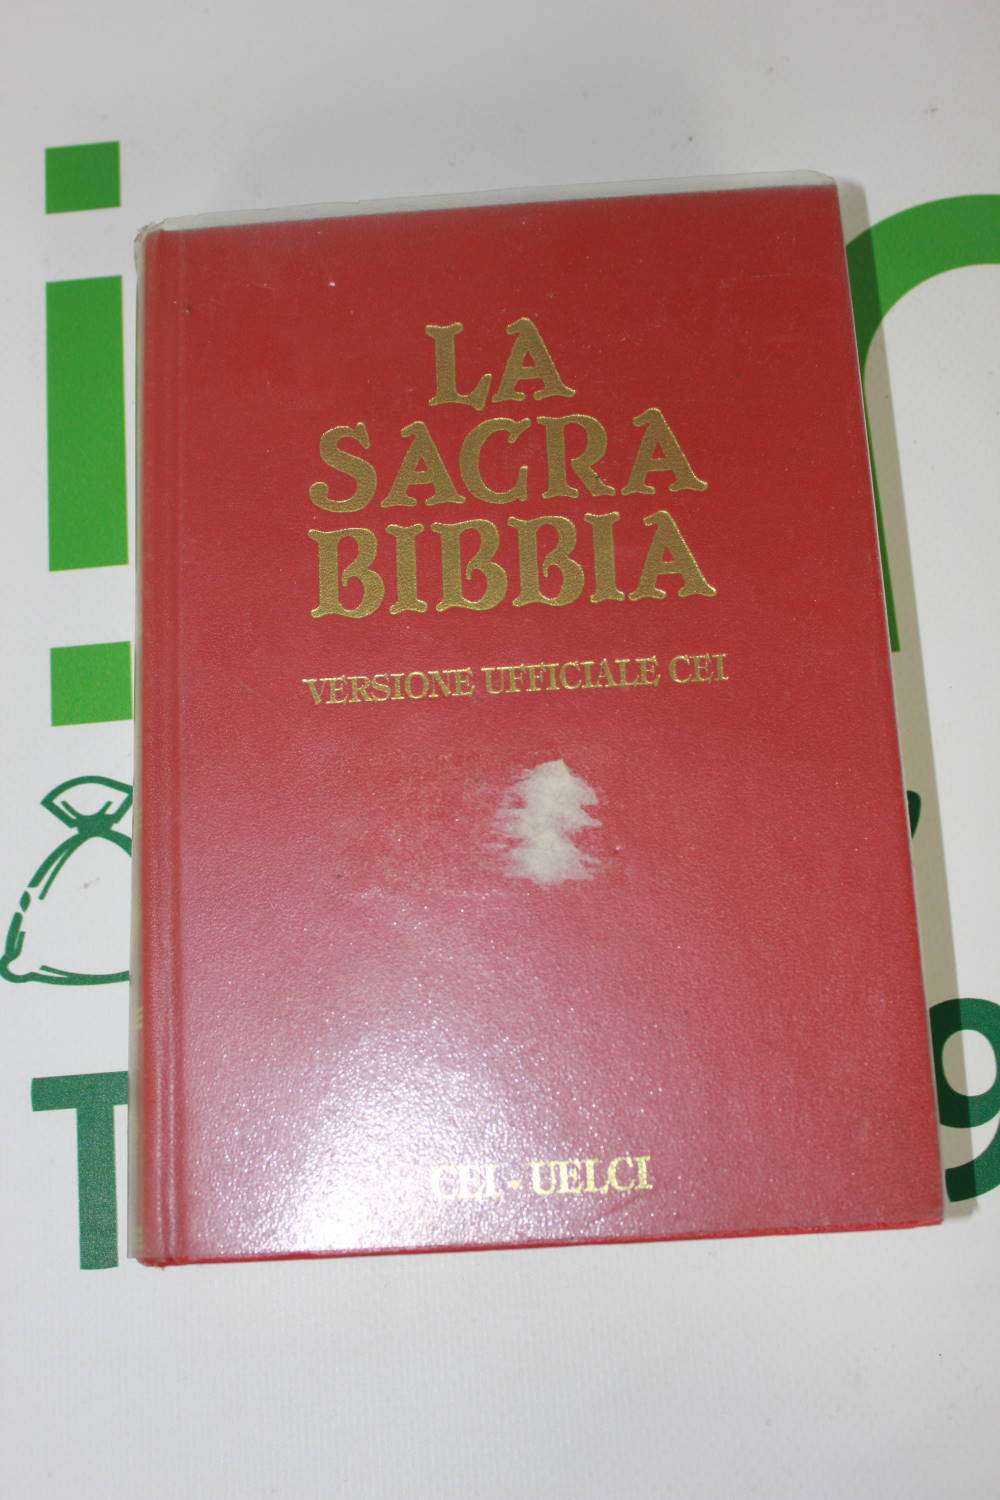 LA
SACRA
BIBBIA
VERSIONE UFFICIALE CEI
CEI - UELCI